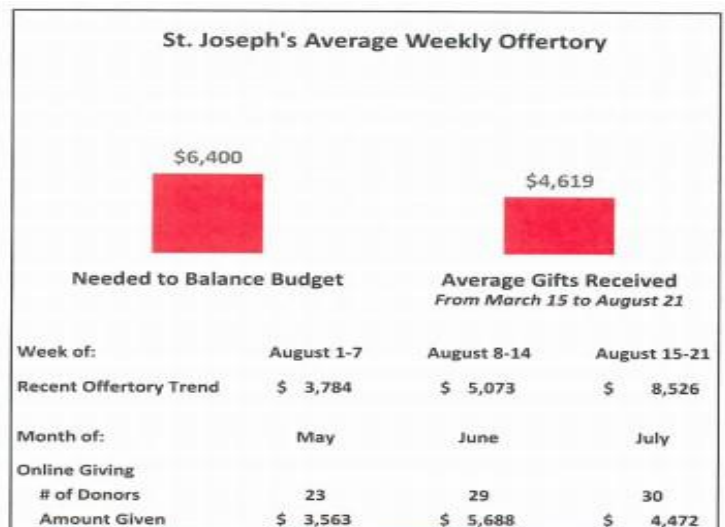 St. Joseph's Average Weekly Offertory
$6,400
$4,619
Needed to Balance Budget
Average Gifts Received
From March 15 to August 21
Week of: August 1-7 August 8-14 August 15-21
Recent Offertory Trend $ 3,784 $ 5,073 $ 8,526
Month of: May June July
Online Giving
# of Donors 23 29 30
Amount Given $ 3,563 $ 5,688 $ 4,472